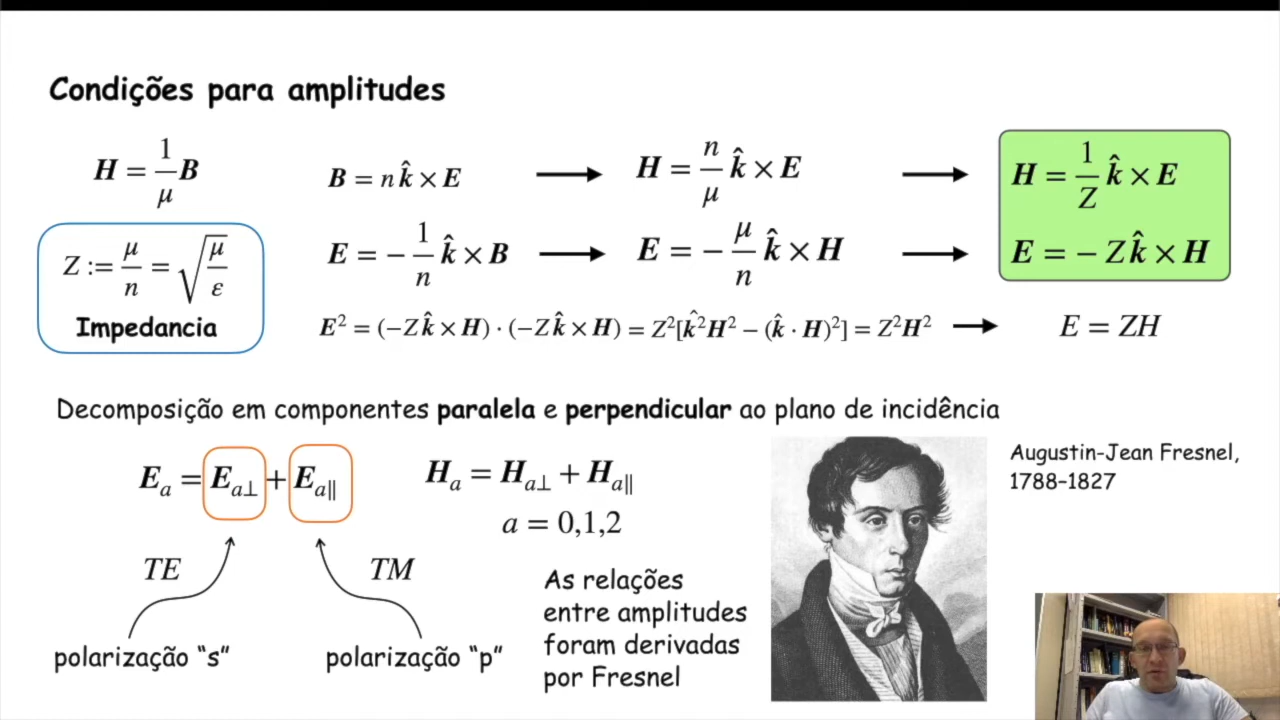 Condições para amplitudes
H = 1/μ B
B = n k̂ × E → H = n/μ k̂ × E → H = 1/Z k̂ × E
Z := μ/n = √(μ/ε)
Impedancia
E = − 1/n k̂ × B → E = − μ/n k̂ × H → E = − Z k̂ × H
E² = (−Z k̂ × H) · (−Z k̂ × H) = Z²[k̂²H² − (k̂ · H)²] = Z²H² → E = ZH
Decomposição em componentes paralela e perpendicular ao plano de incidência
E_a = E_a⊥ + E_a∥
H_a = H_a⊥ + H_a∥
a = 0,1,2
TE
TM
polarização “s”
polarização “p”
As relações
entre amplitudes
foram derivadas
por Fresnel
Augustin-Jean Fresnel,
1788–1827